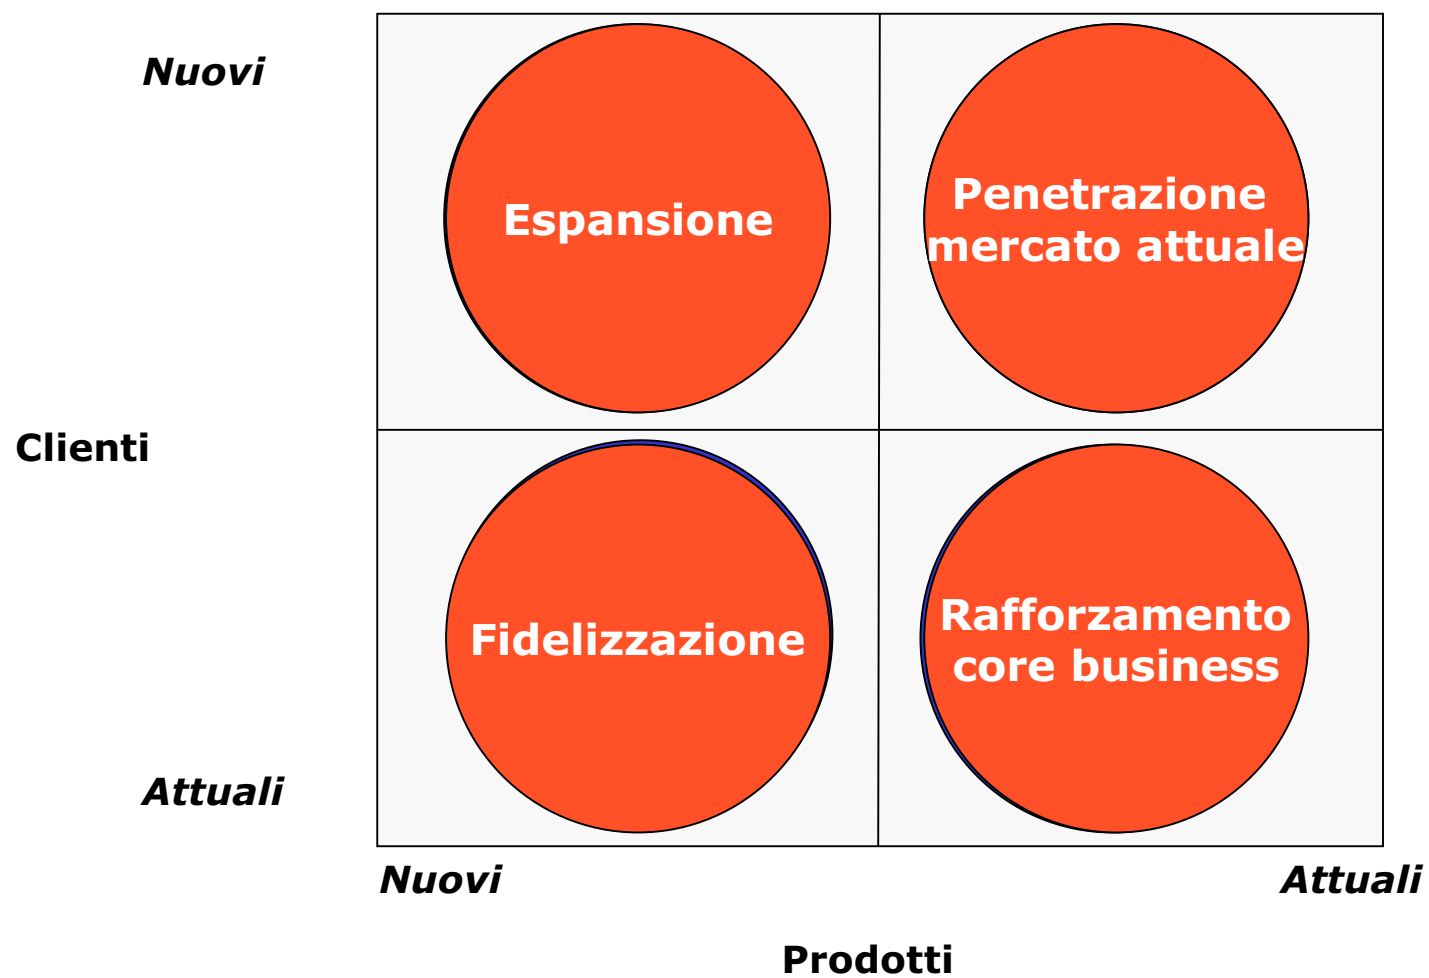 Nuovi
Espansione
Penetrazione
mercato attuale
Clienti
Fidelizzazione
Rafforzamento
core business
Attuali
Nuovi
Attuali
Prodotti